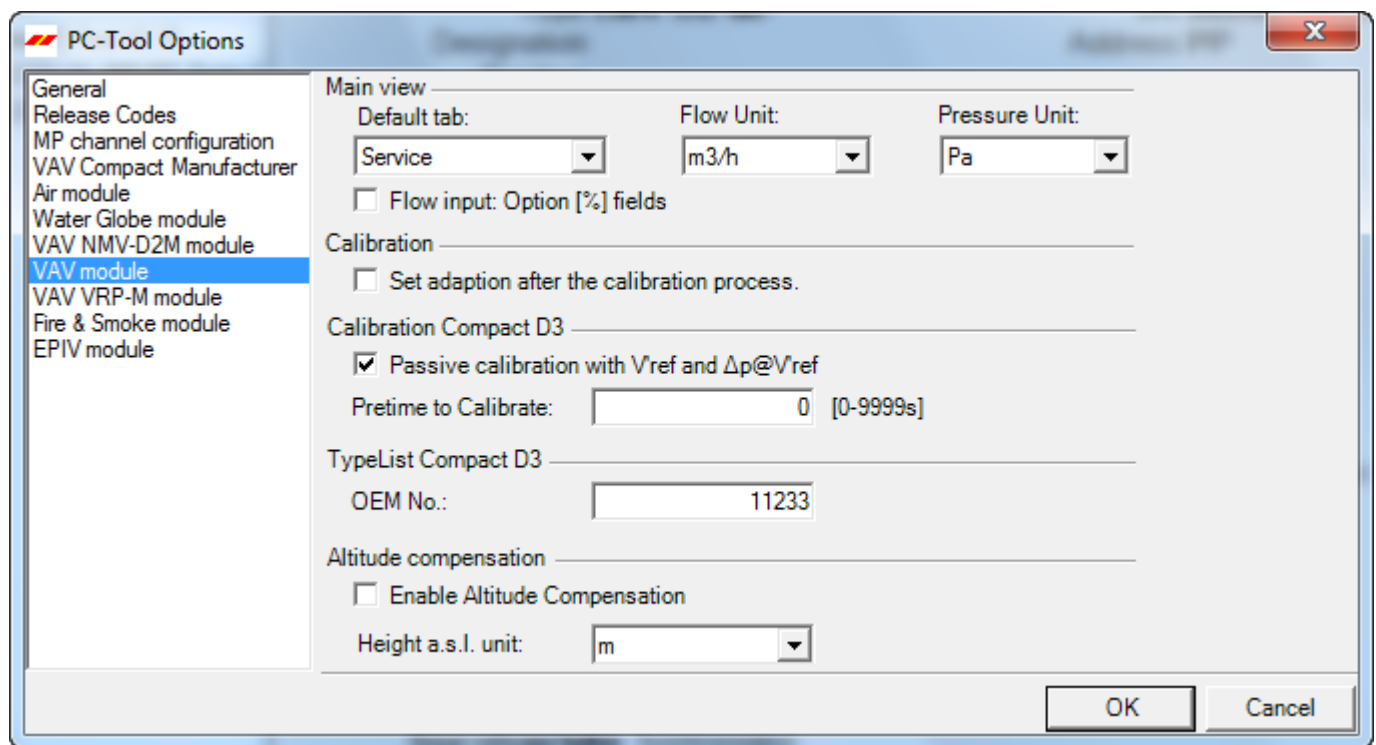 PC-Tool Options
General
Release Codes
MP channel configuration
VAV Compact Manufacturer
Air module
Water Globe module
VAV NMV-D2M module
VAV module
VAV VRP-M module
Fire & Smoke module
EPIV module
Main view
Default tab: Flow Unit: Pressure Unit:
Service m3/h Pa
Flow input: Option [%] fields
Calibration
Set adaption after the calibration process.
Calibration Compact D3
Passive calibration with V'ref and Δp@V'ref
Pretime to Calibrate: 0 [0-9999s]
TypeList Compact D3
OEM No.: 11233
Altitude compensation
Enable Altitude Compensation
Height a.s.l. unit: m
OK Cancel